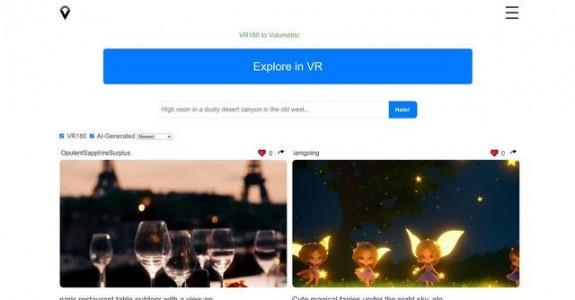 VR180 to Volumetric
Explore in VR
High noon in a dusty desert canyon in the old west...
VR180 AI-Generated Newest
OpulentSapphireSurplus 0
iamgoing 0
paris restaurant table outdoor with a view on
Cute magical fairies under the night sky, glo